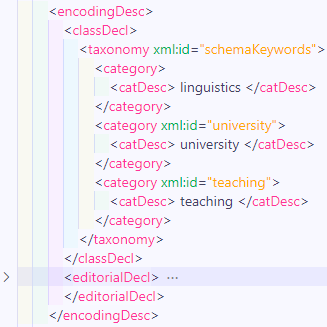 <encodingDesc>
<classDecl>
<taxonomy xml:id="schemaKeywords">
<category>
<catDesc> linguistics </catDesc>
</category>
<category xml:id="university">
<catDesc> university </catDesc>
</category>
<category xml:id="teaching">
<catDesc> teaching </catDesc>
</category>
</taxonomy>
</classDecl>
<editorialDecl> ⋯
</editorialDecl>
</encodingDesc>